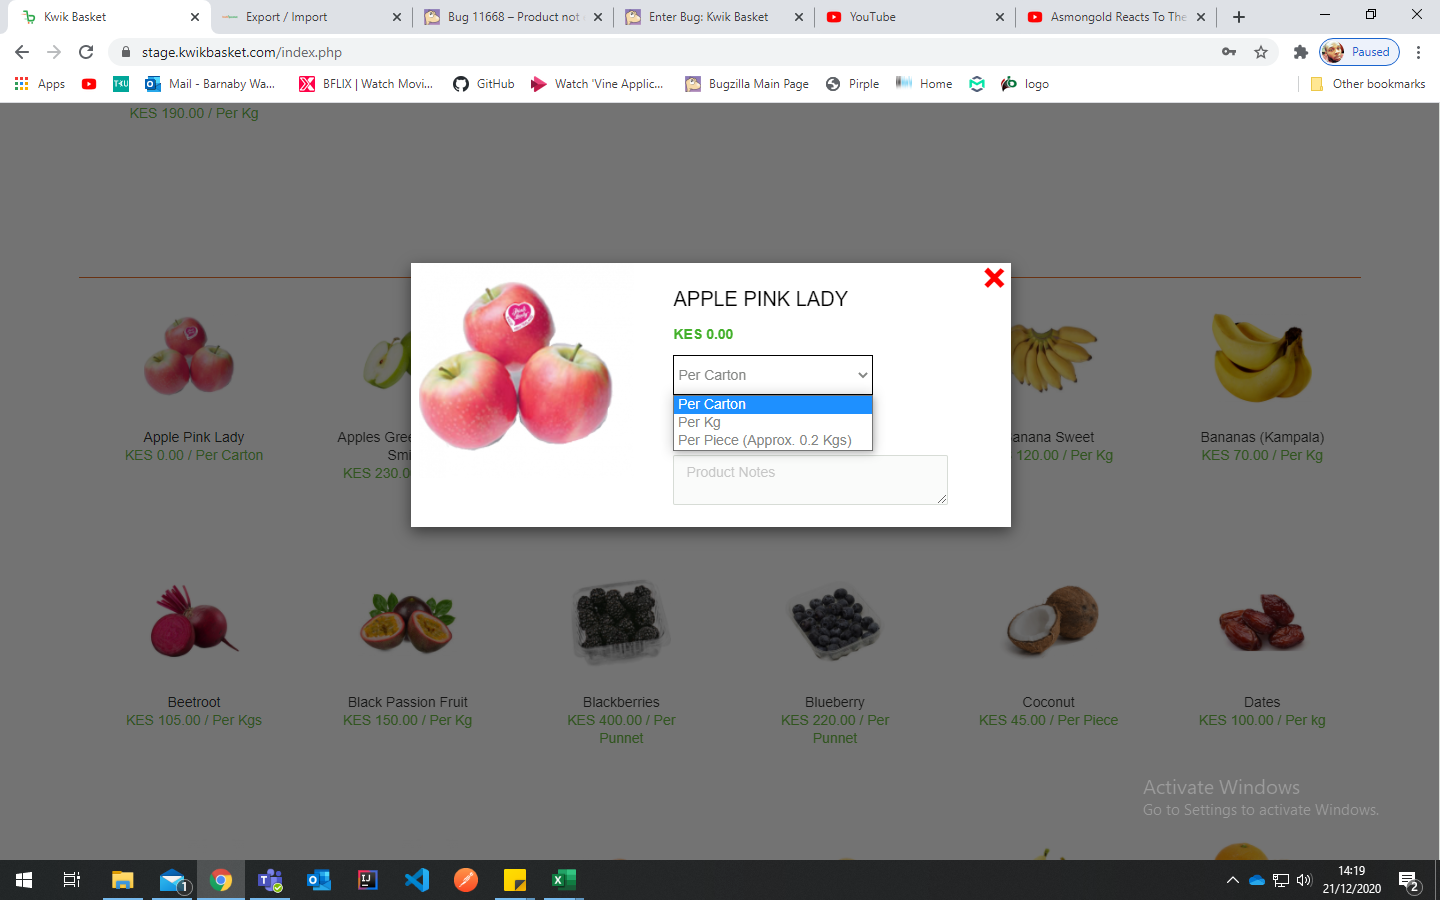 Kwik Basket
Export / Import
Bug 11668 – Product not
Enter Bug: Kwik Basket
YouTube
Asmongold Reacts To The
stage.kwikbasket.com/index.php
Paused
Apps
Mail - Barnaby Wa...
BFLIX | Watch Movi...
GitHub
Watch 'Vine Applic...
Bugzilla Main Page
Pirple
Home
logo
Other bookmarks
KES 190.00 / Per Kg
APPLE PINK LADY
KES 0.00
Per Carton
Per Carton
Per Kg
Per Piece (Approx. 0.2 Kgs)
Product Notes
Apple Pink Lady
KES 0.00 / Per Carton
Apples Gree
Smi
KES 230.0
anana Sweet
120.00 / Per Kg
Bananas (Kampala)
KES 70.00 / Per Kg
Beetroot
KES 105.00 / Per Kgs
Black Passion Fruit
KES 150.00 / Per Kg
Blackberries
KES 400.00 / Per
Punnet
Blueberry
KES 220.00 / Per
Punnet
Coconut
KES 45.00 / Per Piece
Dates
KES 100.00 / Per kg
Activate Windows
Go to Settings to activate Windows.
1
14:19
21/12/2020
2